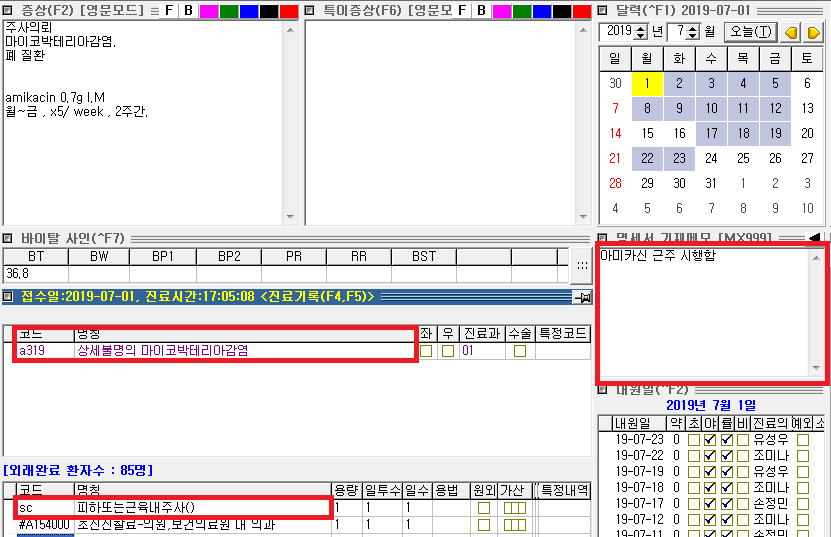 증상(F2) [영문모드] F B
특이증상(F6) [영문모 F B
달력(^F1) 2019-07-01
주사의뢰
마이코박테리아감염.
폐 질환
amikacin 0.7g I.M
월~금 , x5/ week , 2주간.
2019 년 7 월 오늘(T)
일 월 화 수 목 금 토
30 1 2 3 4 5 6
7 8 9 10 11 12 13
14 15 16 17 18 19 20
21 22 23 24 25 26 27
28 29 30 31 1 2 3
4 5 6 7 8 9 10
바이탈 사인(^F7)
BT BW BP1 BP2 PR RR BST
36.8
명세서 기재메모 [MX999]
아미카신 근주 시행함
접수일:2019-07-01, 진료시간:17:05:08 <진료기록(F4,F5)>
코드 명칭 좌 우 진료과 수술 특정코드
a319 상세불명의 마이코박테리아감염 01
내원일(^F2)
2019년 7월 1일
내원일 약 초 야 률 비 진료의 예외 소
19-07-23 0 유성우
19-07-22 0 조미나
19-07-19 0 유성우
19-07-18 0 조미나
19-07-17 0 손정민
19-07-12 0 조미나
19-07-11 0 손정민
[외래완료 환자수 : 85명]
코드 명칭 용량 일투수 일수 용법 원외 가산 특정내역
sc 피하또는근육내주사() 1 1 1
#A154000 초진진찰료-의원,보건의료원 내 의과 1 1 1